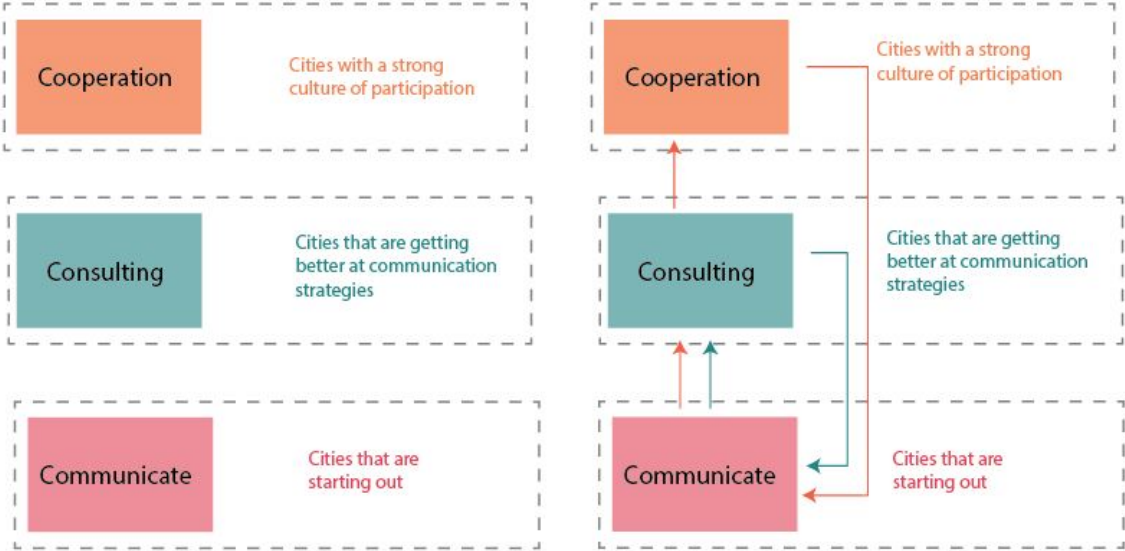 Cooperation
Cities with a strong
culture of participation
Consulting
Cities that are getting
better at communication
strategies
Communicate
Cities that are
starting out
Cooperation
Cities with a strong
culture of participation
Consulting
Cities that are getting
better at communication
strategies
Communicate
Cities that are
starting out